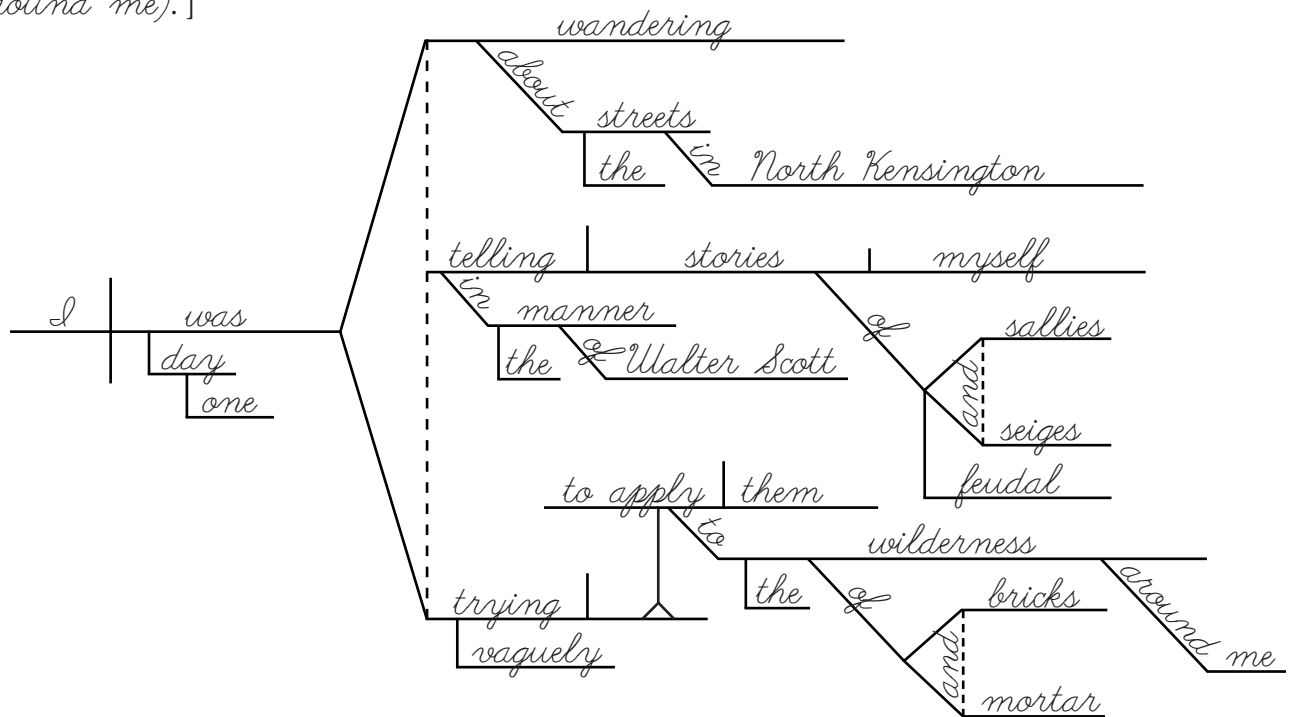 round me).]
wandering
about
streets
the
in
North Kensington
telling
stories
myself
in
manner
the
of
Walter Scott
of
sallies
and
seiges
feudal
I
was
day
one
to apply
them
to
wilderness
the
of
bricks
and
mortar
around
me
trying
vaguely